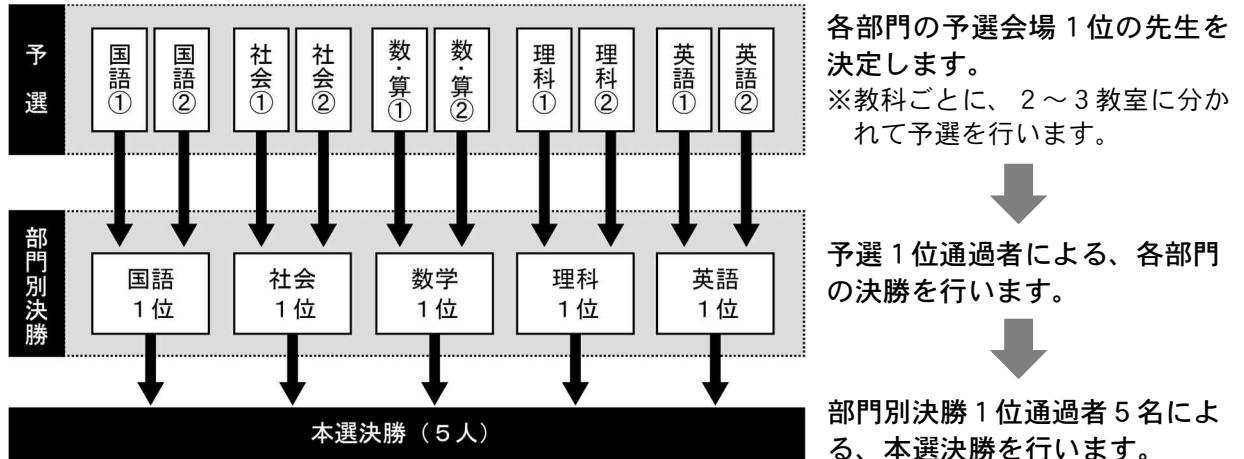 予選
国語①
国語②
社会①
社会②
数・算①
数・算②
理科①
理科②
英語①
英語②
各部門の予選会場1位の先生を
決定します。
※教科ごとに、2～3教室に分か
れて予選を行います。
部門別決勝
国語
1位
社会
1位
数学
1位
理科
1位
英語
1位
予選1位通過者による、各部門
の決勝を行います。
本選決勝（5人）
部門別決勝1位通過者5名によ
る、本選決勝を行います。